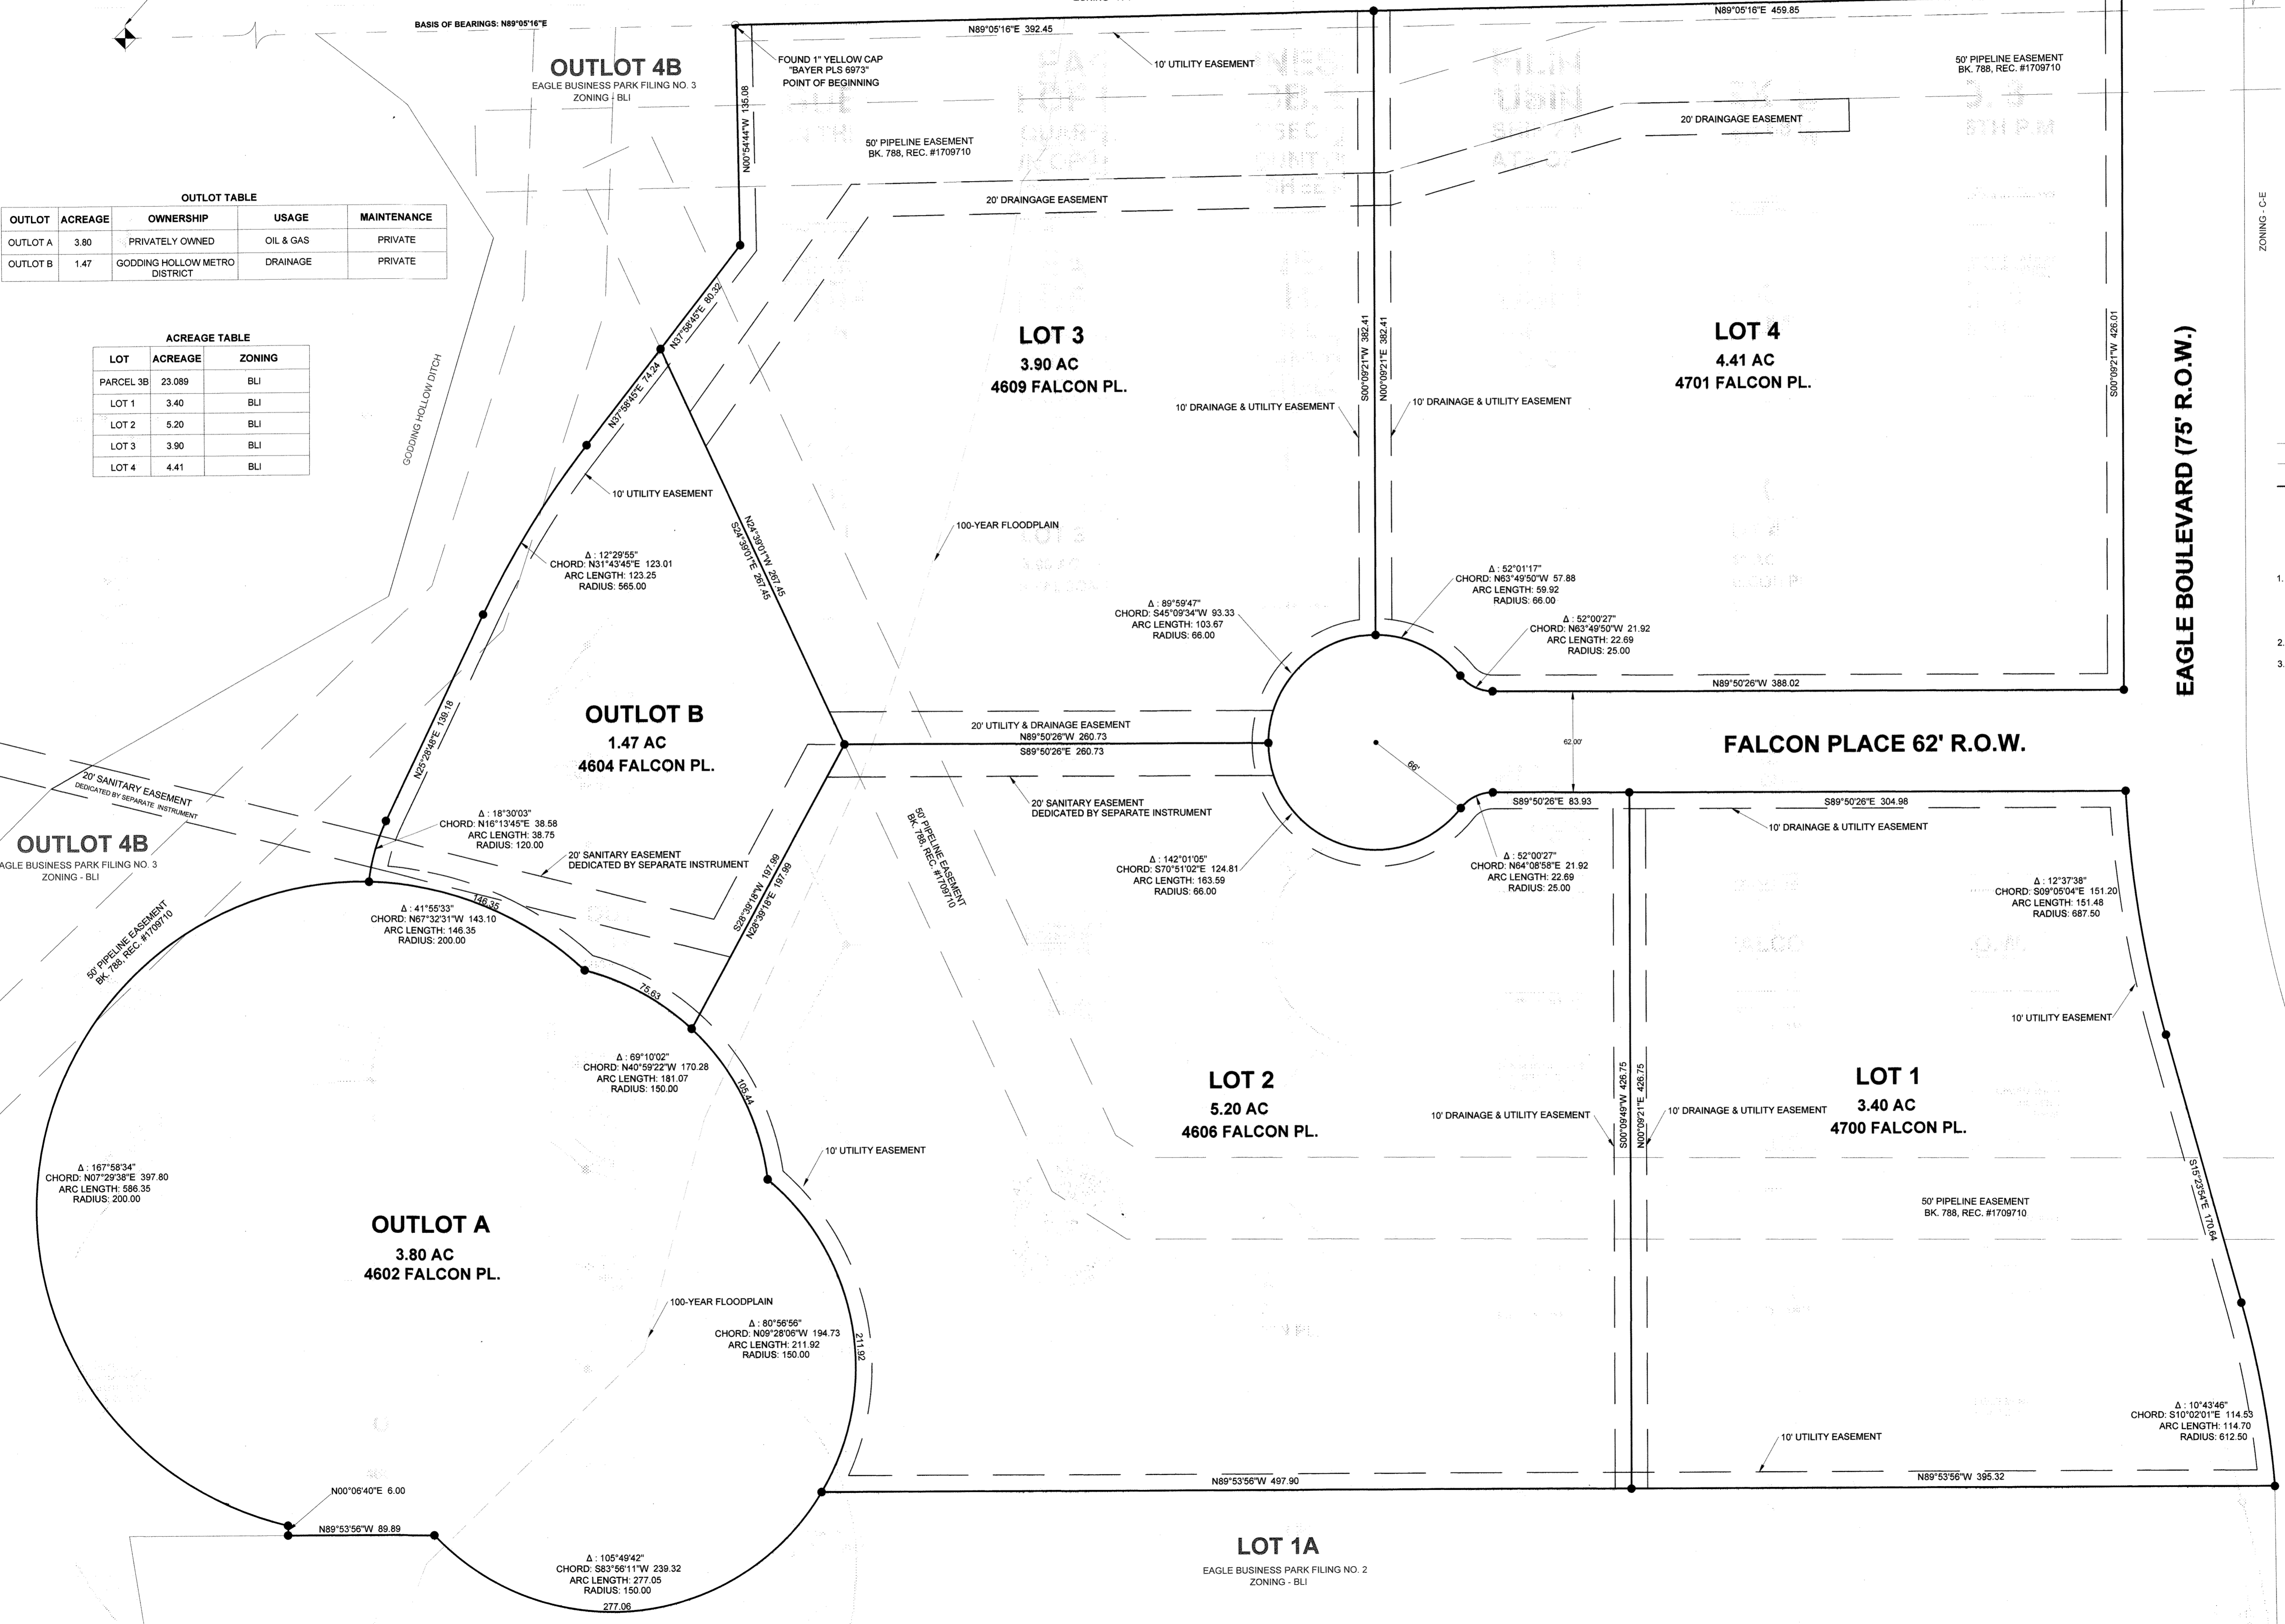 BASIS OF BEARINGS: N89°05'16"E
N89°05'16"E 392.45
N89°05'16"E 459.85
OUTLOT 4B
EAGLE BUSINESS PARK FILING NO. 3
ZONING - BLI
FOUND 1" YELLOW CAP
"BAYER PLS 6973"
POINT OF BEGINNING
10' UTILITY EASEMENT
50' PIPELINE EASEMENT
BK. 788, REC. #1709710
N00°54'44"W 135.08
50' PIPELINE EASEMENT
BK. 788, REC. #1709710
20' DRAINGAGE EASEMENT
20' DRAINGAGE EASEMENT
ZONING - C-E
OUTLOT TABLE
OUTLOT ACREAGE OWNERSHIP USAGE MAINTENANCE
OUTLOT A 3.80 PRIVATELY OWNED OIL & GAS PRIVATE
OUTLOT B 1.47 GODDING HOLLOW METRO DRAINAGE PRIVATE
DISTRICT
ACREAGE TABLE
LOT ACREAGE ZONING
PARCEL 3B 23.089 BLI
LOT 1 3.40 BLI
LOT 2 5.20 BLI
LOT 3 3.90 BLI
LOT 4 4.41 BLI
GODDING HOLLOW DITCH
N37°58'45"E 80.32
N37°58'45"E 74.24
LOT 3
3.90 AC
4609 FALCON PL.
S00°09'21"W 382.41
N00°09'21"E 382.41
LOT 4
4.41 AC
4701 FALCON PL.
S00°09'21"W 426.01
EAGLE BOULEVARD (75' R.O.W.)
10' DRAINAGE & UTILITY EASEMENT
10' DRAINAGE & UTILITY EASEMENT
10' UTILITY EASEMENT
N24°39'01"W 267.45
S24°39'01"E 267.45
100-YEAR FLOODPLAIN
Δ : 12°29'55"
CHORD: N31°43'45"E 123.01
ARC LENGTH: 123.25
RADIUS: 565.00
Δ : 52°01'17"
CHORD: N63°49'50"W 57.88
ARC LENGTH: 59.92
RADIUS: 66.00
Δ : 89°59'47"
CHORD: S45°09'34"W 93.33
ARC LENGTH: 103.67
RADIUS: 66.00
Δ : 52°00'27"
CHORD: N63°49'50"W 21.92
ARC LENGTH: 22.69
RADIUS: 25.00
1.
2.
3.
N89°50'26"W 388.02
N25°28'48"E 139.18
OUTLOT B
1.47 AC
4604 FALCON PL.
20' UTILITY & DRAINAGE EASEMENT
N89°50'26"W 260.73
S89°50'26"E 260.73
62.00'
66'
FALCON PLACE 62' R.O.W.
20' SANITARY EASEMENT
DEDICATED BY SEPARATE INSTRUMENT
20' SANITARY EASEMENT
DEDICATED BY SEPARATE INSTRUMENT
S89°50'26"E 83.93
S89°50'26"E 304.98
10' DRAINAGE & UTILITY EASEMENT
OUTLOT 4B
AGLE BUSINESS PARK FILING NO. 3
ZONING - BLI
Δ : 18°30'03"
CHORD: N16°13'45"E 38.58
ARC LENGTH: 38.75
RADIUS: 120.00
20' SANITARY EASEMENT
DEDICATED BY SEPARATE INSTRUMENT
50' PIPELINE EASEMENT
BK. 788, REC. #1709710
Δ : 142°01'05"
CHORD: S70°51'02"E 124.81
ARC LENGTH: 163.59
RADIUS: 66.00
Δ : 52°00'27"
CHORD: N64°08'58"E 21.92
ARC LENGTH: 22.69
RADIUS: 25.00
Δ : 12°37'38"
CHORD: S09°05'04"E 151.20
ARC LENGTH: 151.48
RADIUS: 687.50
146.35
Δ : 41°55'33"
CHORD: N67°32'31"W 143.10
ARC LENGTH: 146.35
RADIUS: 200.00
S28°39'18"W 197.99
N28°39'18"E 197.99
50' PIPELINE EASEMENT
BK. 788, REC. #1709710
75.63
10' UTILITY EASEMENT
Δ : 69°10'02"
CHORD: N40°59'22"W 170.28
ARC LENGTH: 181.07
RADIUS: 150.00
105.44
LOT 2
5.20 AC
4606 FALCON PL.
S00°09'49"W 426.75
N00°09'21"E 426.75
10' DRAINAGE & UTILITY EASEMENT
10' DRAINAGE & UTILITY EASEMENT
LOT 1
3.40 AC
4700 FALCON PL.
10' UTILITY EASEMENT
Δ : 167°58'34"
CHORD: N07°29'38"E 397.80
ARC LENGTH: 586.35
RADIUS: 200.00
S15°23'54"E 170.64
50' PIPELINE EASEMENT
BK. 788, REC. #1709710
OUTLOT A
3.80 AC
4602 FALCON PL.
100-YEAR FLOODPLAIN
Δ : 80°56'56"
CHORD: N09°28'06"W 194.73
ARC LENGTH: 211.92
RADIUS: 150.00
211.92
Δ : 10°43'46"
CHORD: S10°02'01"E 114.53
ARC LENGTH: 114.70
RADIUS: 612.50
10' UTILITY EASEMENT
N89°53'56"W 497.90
N89°53'56"W 395.32
N00°06'40"E 6.00
N89°53'56"W 89.89
Δ : 105°49'42"
CHORD: S83°56'11"W 239.32
ARC LENGTH: 277.05
RADIUS: 150.00
277.06
LOT 1A
EAGLE BUSINESS PARK FILING NO. 2
ZONING - BLI